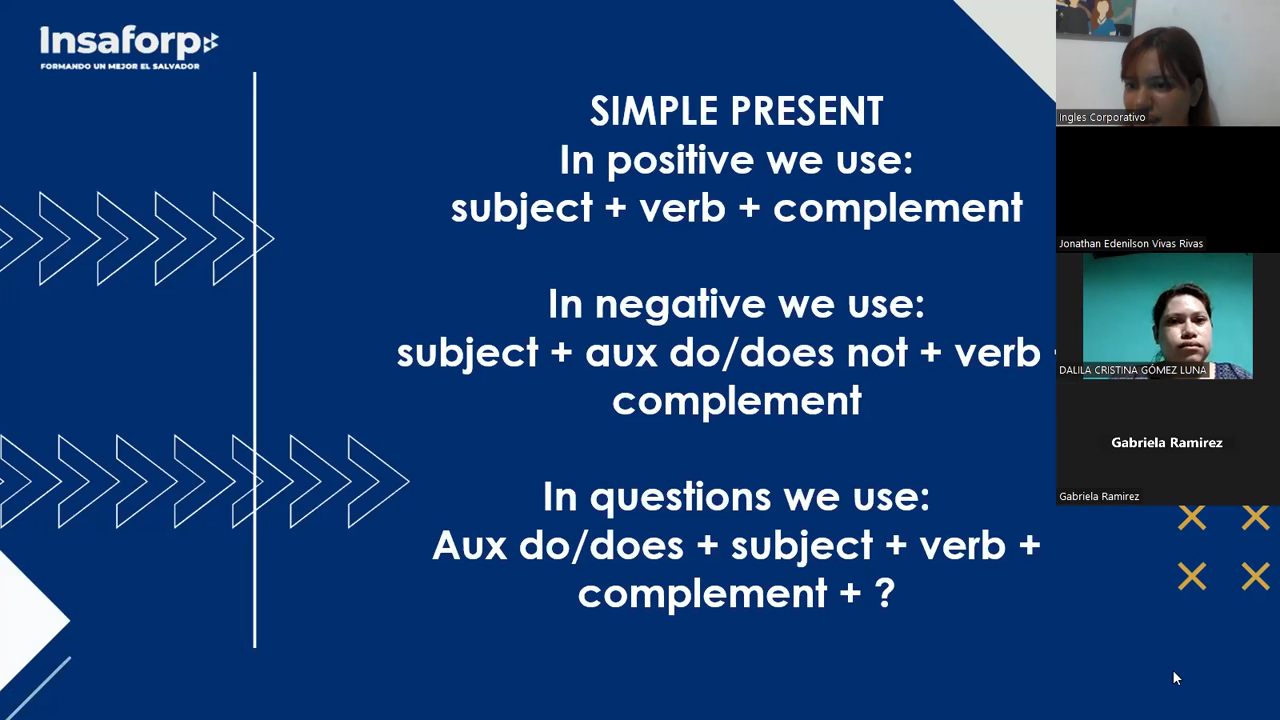 Insaforp
FORMANDO UN MEJOR EL SALVADOR
SIMPLE PRESENT
In positive we use:
subject + verb + complement
In negative we use:
subject + aux do/does not + verb +
complement
In questions we use:
Aux do/does + subject + verb +
complement + ?
Ingles Corporativo
Jonathan Edenilson Vivas Rivas
DALILA CRISTINA GÓMEZ LUNA
Gabriela Ramirez
Gabriela Ramirez